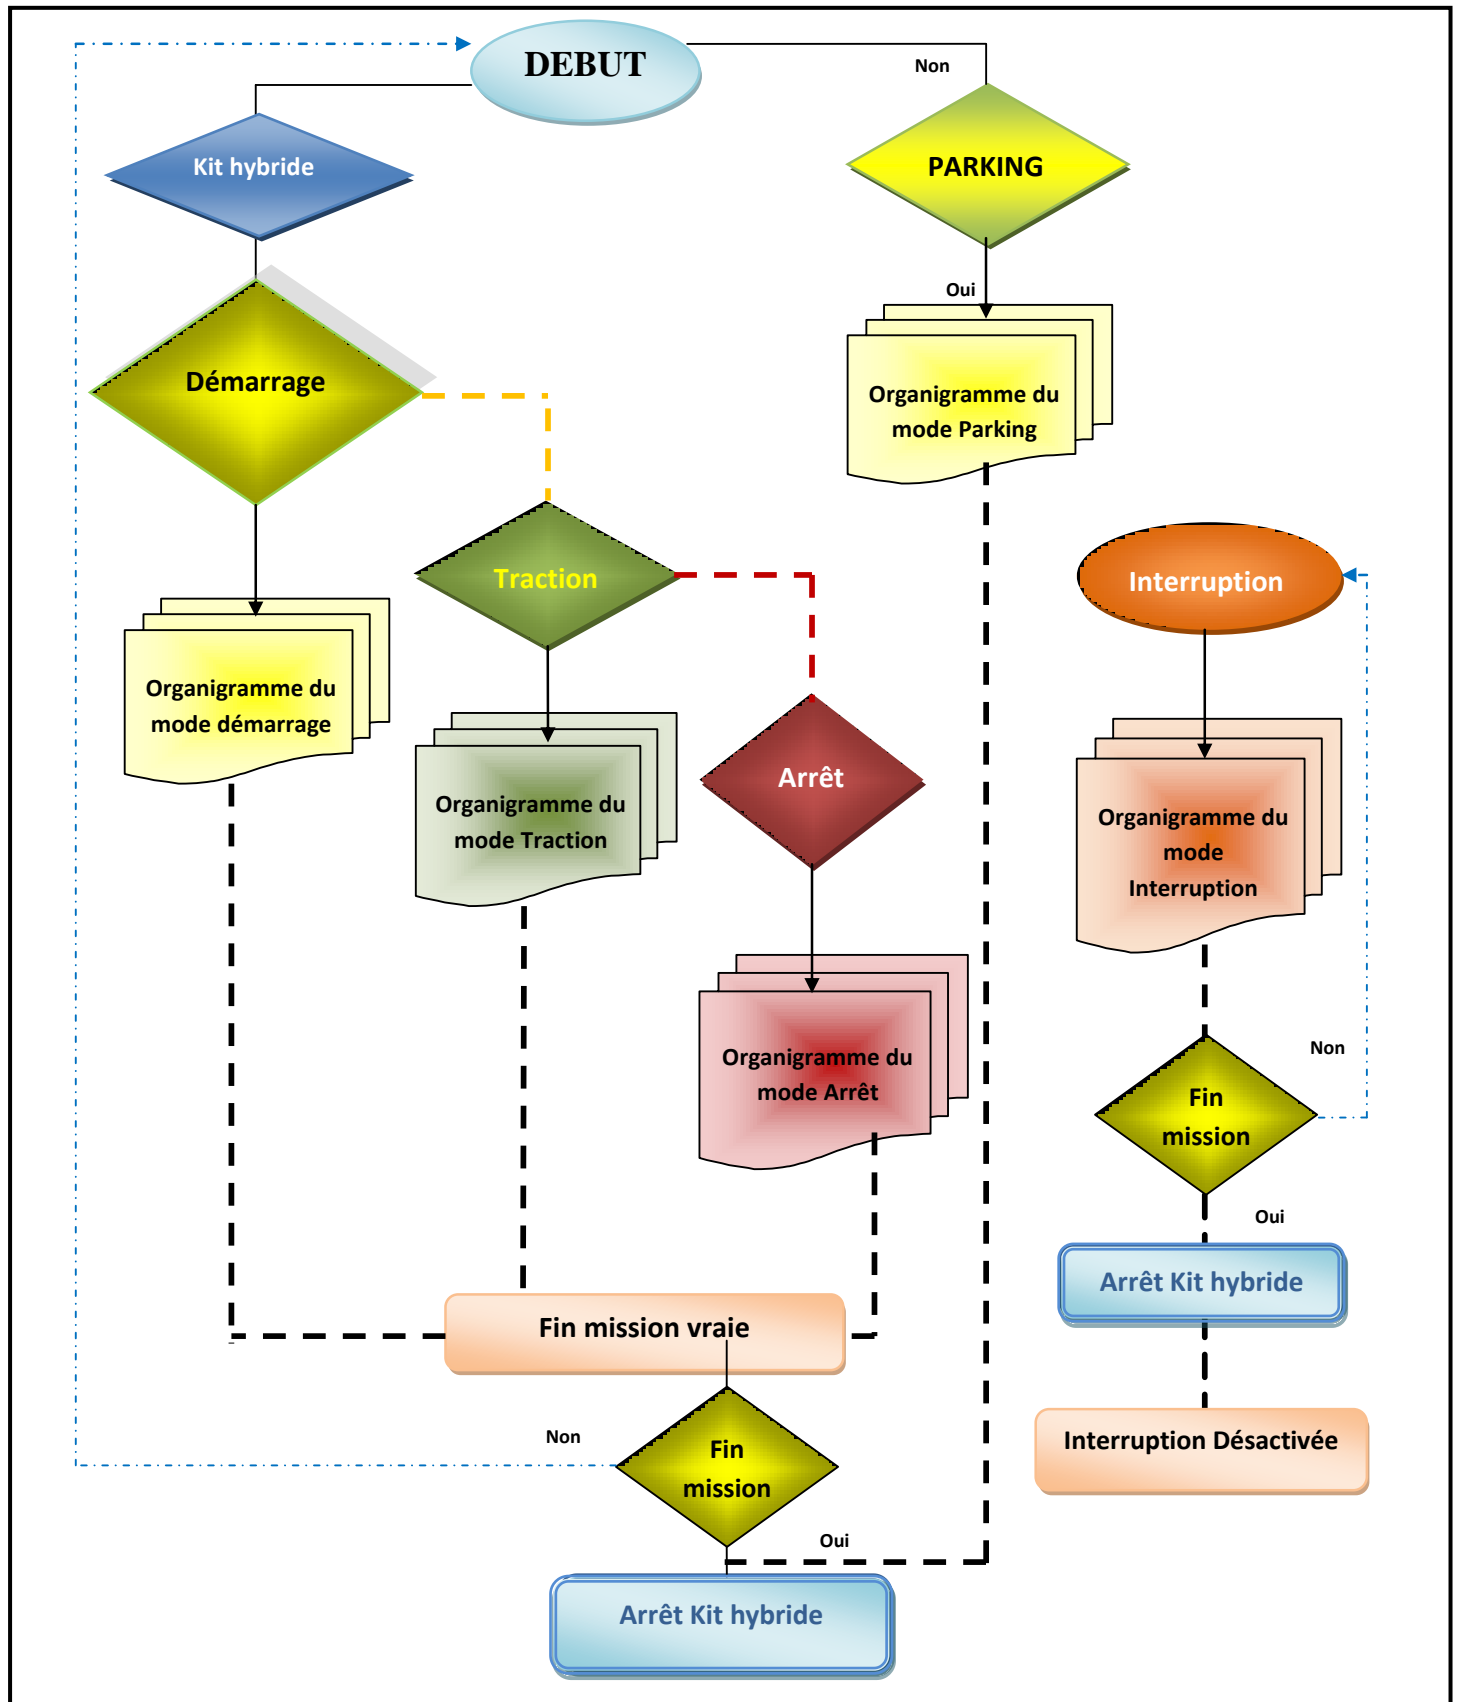 DEBUT
Non
Kit hybride
PARKING
Oui
Démarrage
Organigramme du
mode Parking
Traction
Interruption
Organigramme du
mode démarrage
Arrêt
Organigramme du
mode Traction
Organigramme du
mode
Interruption
Organigramme du
mode Arrêt
Non
Fin
mission
Oui
Arrêt Kit hybride
Fin mission vraie
Interruption Désactivée
Non
Fin
mission
Oui
Arrêt Kit hybride